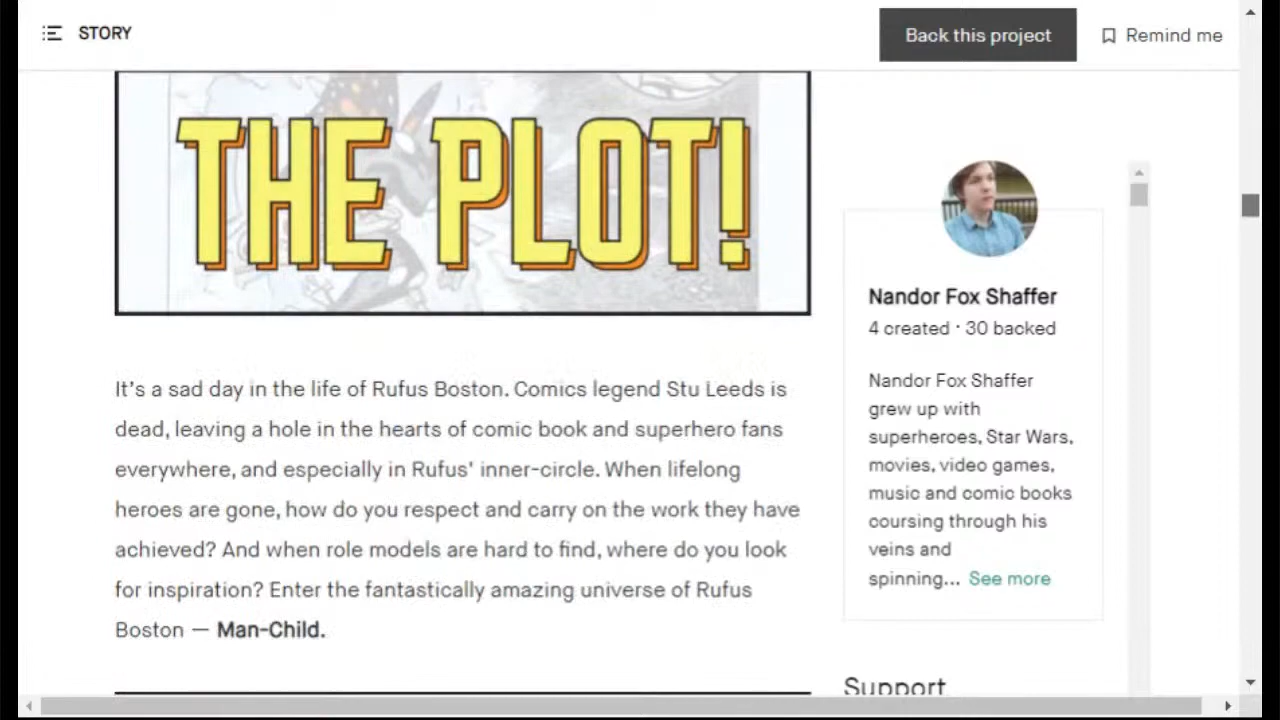 STORY
Back this project
Remind me
THE PLOT!
It's a sad day in the life of Rufus Boston. Comics legend Stu Leeds is
dead, leaving a hole in the hearts of comic book and superhero fans
everywhere, and especially in Rufus' inner-circle. When lifelong
heroes are gone, how do you respect and carry on the work they have
achieved? And when role models are hard to find, where do you look
for inspiration? Enter the fantastically amazing universe of Rufus
Boston — Man-Child.
Nandor Fox Shaffer
4 created · 30 backed
Nandor Fox Shaffer
grew up with
superheroes, Star Wars,
movies, video games,
music and comic books
coursing through his
veins and
spinning... See more
Support